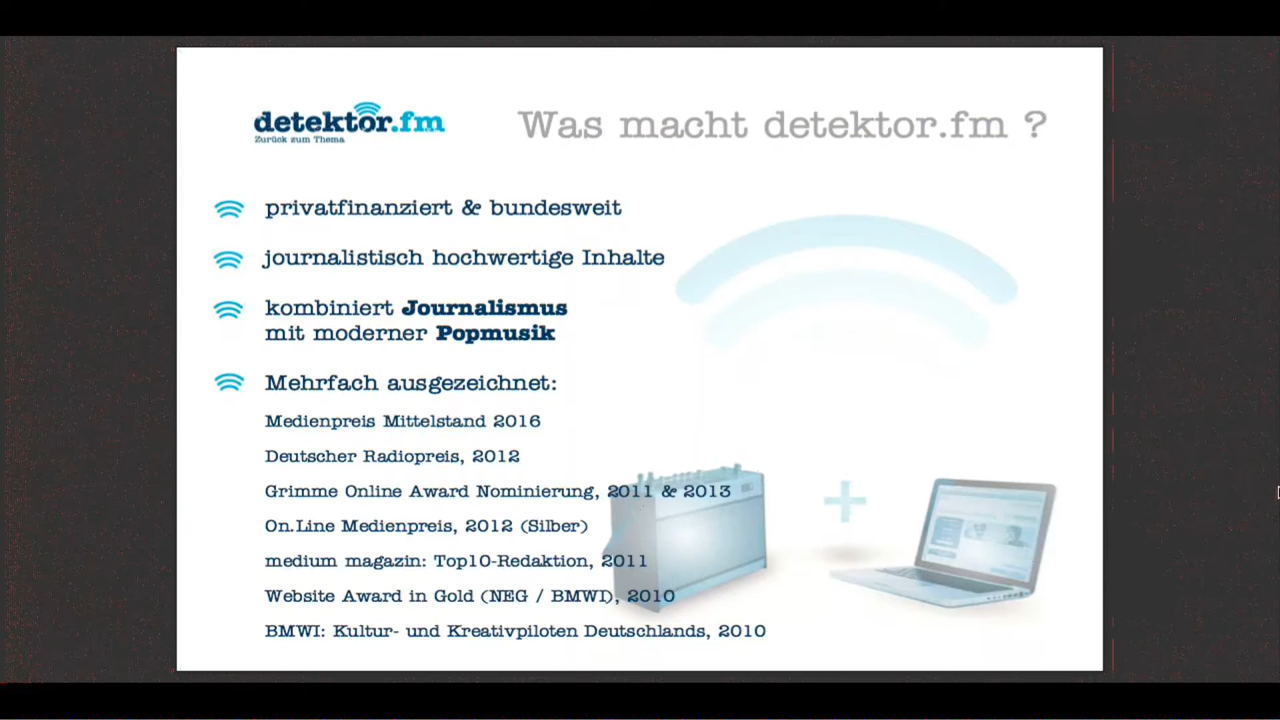 detektor.fm
Zurück zum Thema
Was macht detektor.fm ?
privatfinanziert & bundesweit
journalistisch hochwertige Inhalte
kombiniert Journalismus
mit moderner Popmusik
Mehrfach ausgezeichnet:
Medienpreis Mittelstand 2016
Deutscher Radiopreis, 2012
Grimme Online Award Nominierung, 2011 & 2013
On.Line Medienpreis, 2012 (Silber)
medium magazin: Top10-Redaktion, 2011
Website Award in Gold (NEG / BMWI), 2010
BMWI: Kultur- und Kreativpiloten Deutschlands, 2010